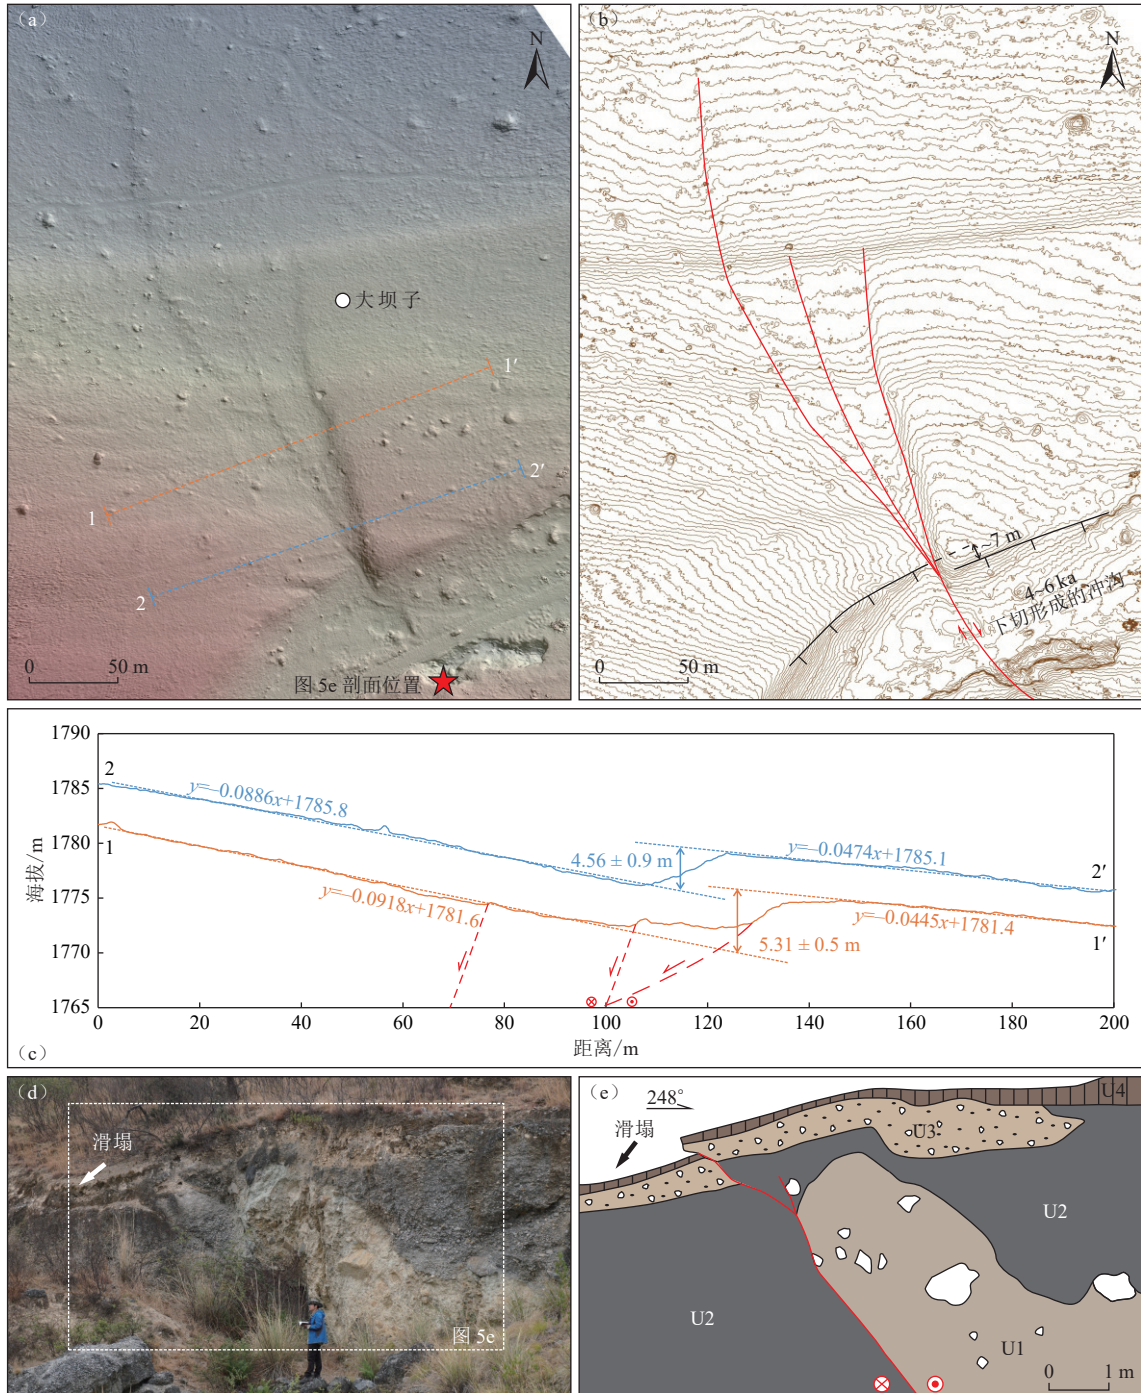 （a）
N
大坝子
1′
2′
1
2
0
50 m
图 5e 剖面位置
（b）
N
~7 m
4~6 ka
下切形成的冲沟
0
50 m
1790
1785
1780
1775
1770
1765
海拔/m
2
y=−0.0886x+1785.8
1
y=−0.0918x+1781.6
4.56 ± 0.9 m
y=−0.0474x+1785.1
2′
5.31 ± 0.5 m
y=−0.0445x+1781.4
1′
0
20
40
60
80
100
120
140
160
180
200
距离/m
（c）
（d）
滑塌
图 5e
（e）
248°
滑塌
U4
U3
U2
U2
U1
0
1 m